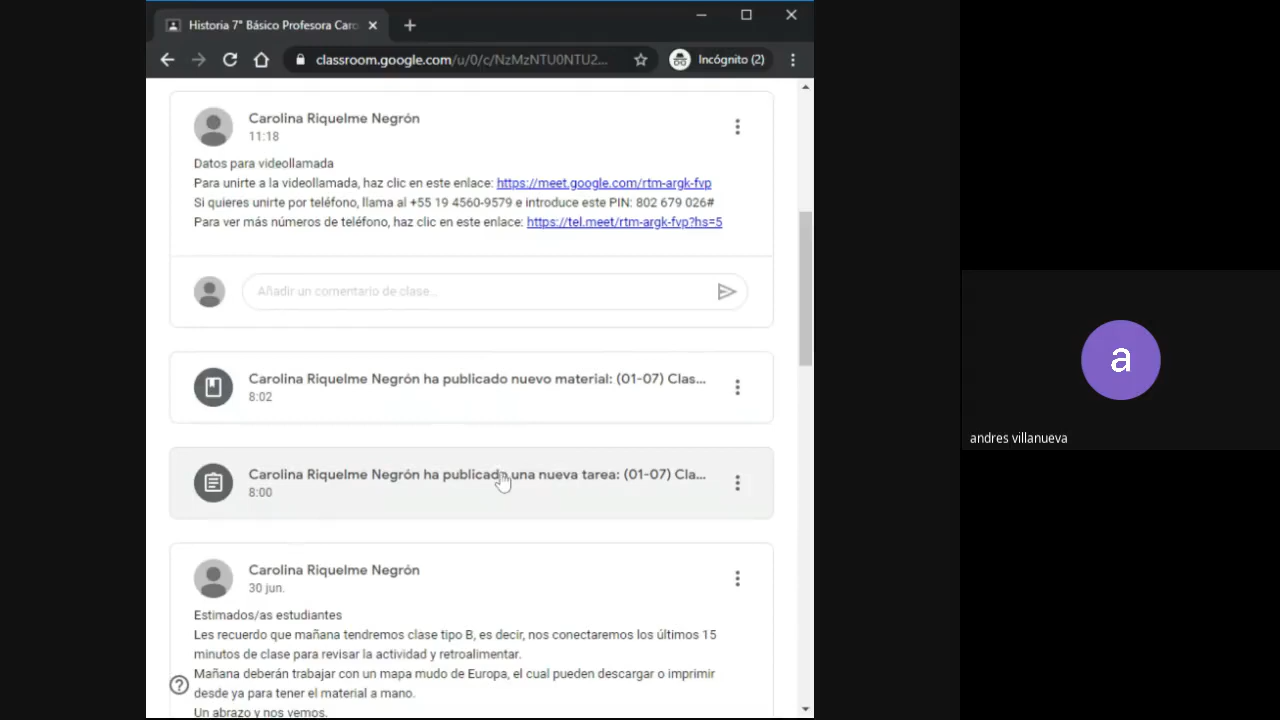 Historia 7° Básico Profesora Caro
classroom.google.com/u/0/c/NzMzNTU0NTU2...
Incógnito (2)
Carolina Riquelme Negrón
11:18
Datos para videollamada
Para unirte a la videollamada, haz clic en este enlace: https://meet.google.com/rtm-argk-fvp
Si quieres unirte por teléfono, llama al +55 19 4560-9579 e introduce este PIN: 802 679 026#
Para ver más números de teléfono, haz clic en este enlace: https://tel.meet/rtm-argk-fvp?hs=5
Añadir un comentario de clase...
Carolina Riquelme Negrón ha publicado nuevo material: (01-07) Clas...
8:02
Carolina Riquelme Negrón ha publicado una nueva tarea: (01-07) Cla...
8:00
Carolina Riquelme Negrón
30 jun.
Estimados/as estudiantes
Les recuerdo que mañana tendremos clase tipo B, es decir, nos conectaremos los últimos 15
minutos de clase para revisar la actividad y retroalimentar.
Mañana deberán trabajar con un mapa mudo de Europa, el cual pueden descargar o imprimir
desde ya para tener el material a mano.
Un abrazo y nos vemos.
a
andres villanueva